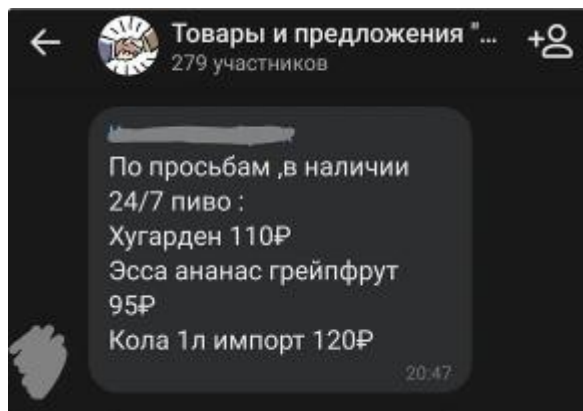 Товары и предложения "...
279 участников
По просьбам ,в наличии
24/7 пиво :
Хугарден 110₽
Эсса ананас грейпфрут
95₽
Кола 1л импорт 120₽
20:47